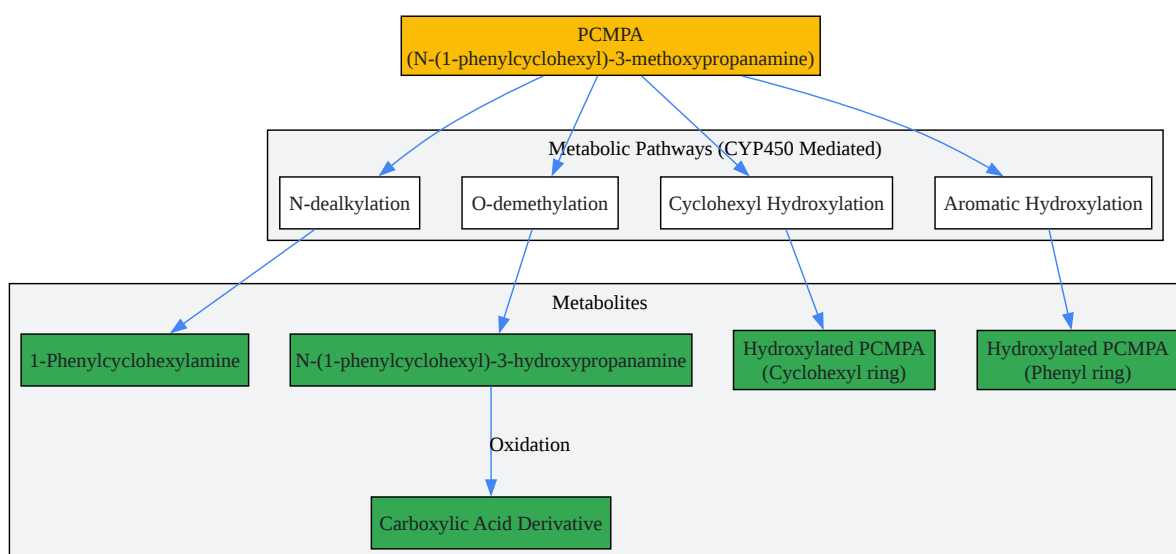 PCMPA
(N-(1-phenylcyclohexyl)-3-methoxypropanamine)
Metabolic Pathways (CYP450 Mediated)
N-dealkylation
O-demethylation
Cyclohexyl Hydroxylation
Aromatic Hydroxylation
Metabolites
1-Phenylcyclohexylamine
N-(1-phenylcyclohexyl)-3-hydroxypropanamine
Hydroxylated PCMPA
(Cyclohexyl ring)
Hydroxylated PCMPA
(Phenyl ring)
Oxidation
Carboxylic Acid Derivative